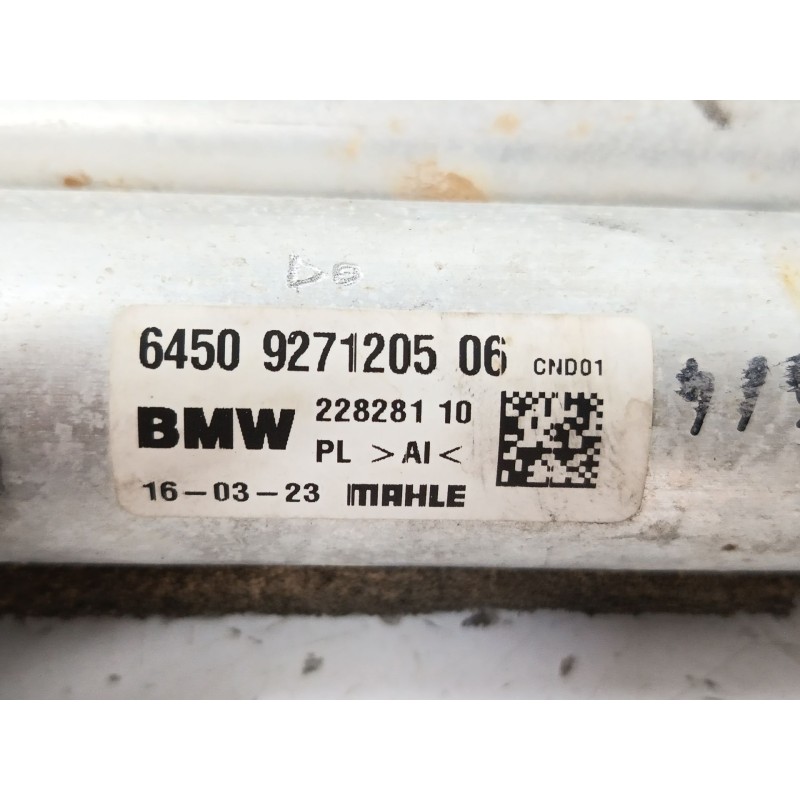 6450 9271205 06 CND01
BMW 228281 10
PL >Al<
16-03-23 MAHLE